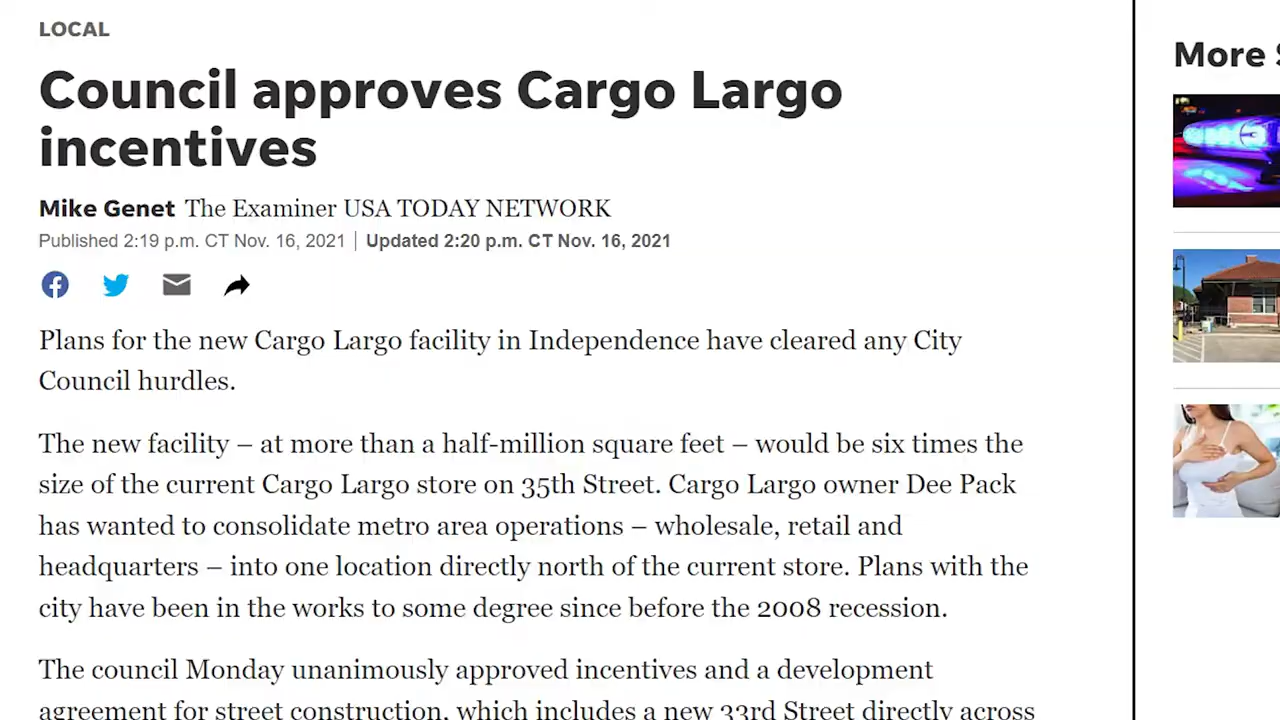 LOCAL
Council approves Cargo Largo
incentives
Mike Genet The Examiner USA TODAY NETWORK
Published 2:19 p.m. CT Nov. 16, 2021 | Updated 2:20 p.m. CT Nov. 16, 2021
Plans for the new Cargo Largo facility in Independence have cleared any City
Council hurdles.
The new facility – at more than a half-million square feet – would be six times the
size of the current Cargo Largo store on 35th Street. Cargo Largo owner Dee Pack
has wanted to consolidate metro area operations – wholesale, retail and
headquarters – into one location directly north of the current store. Plans with the
city have been in the works to some degree since before the 2008 recession.
The council Monday unanimously approved incentives and a development
agreement for street construction, which includes a new 33rd Street directly across
More